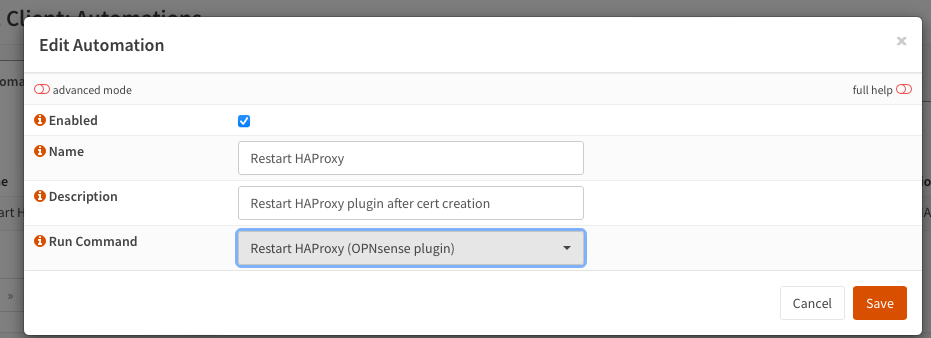 Client: Automations
Edit Automation ×
advanced mode full help
Enabled
Name Restart HAProxy
Description Restart HAProxy plugin after cert creation
Run Command Restart HAProxy (OPNsense plugin)
»
Cancel Save